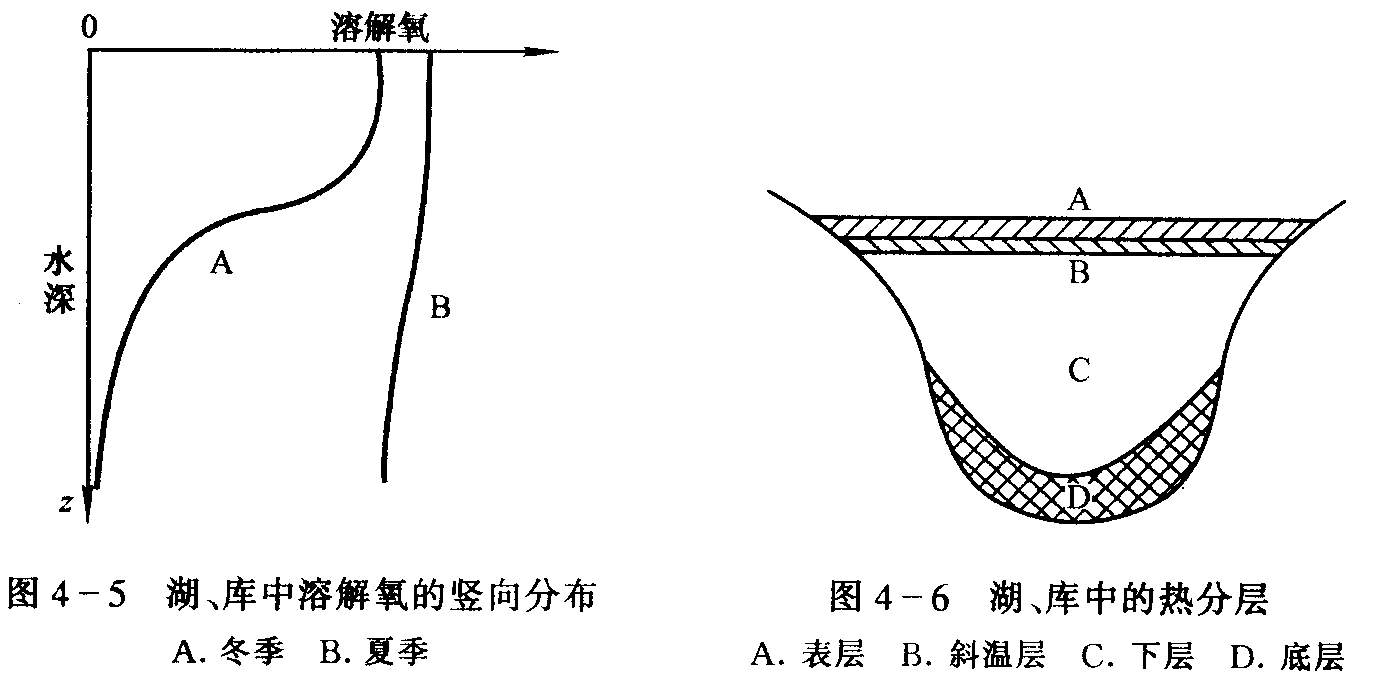 0
溶解氧
水深
A
B
z
图 4-5 湖、库中溶解氧的竖向分布
A. 冬季 B. 夏季
A
B
C
D
图 4-6 湖、库中的热分层
A. 表层 B. 斜温层 C. 下层 D. 底层